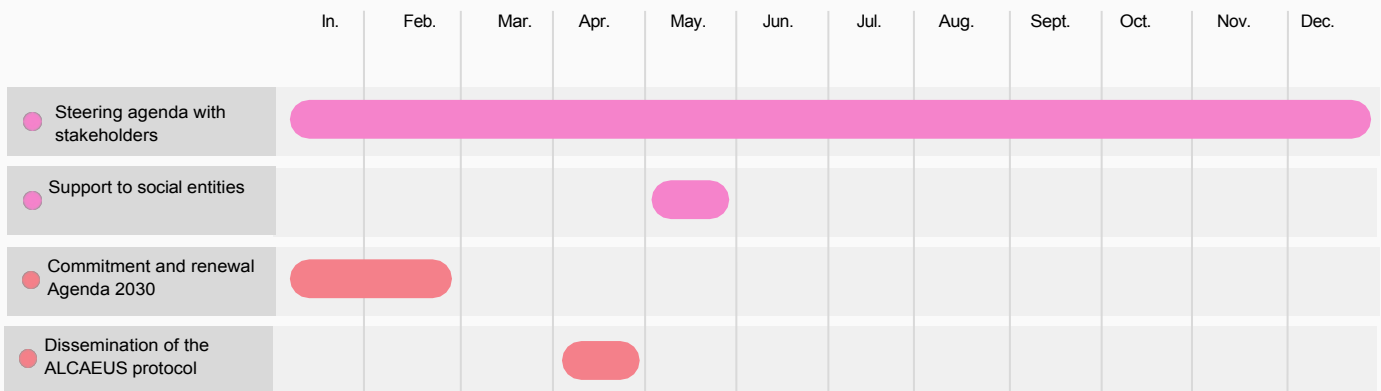 In. Feb. Mar. Apr. May. Jun. Jul. Aug. Sept. Oct. Nov. Dec.
Steering agenda with
stakeholders
Support to social entities
Commitment and renewal
Agenda 2030
Dissemination of the
ALCAEUS protocol